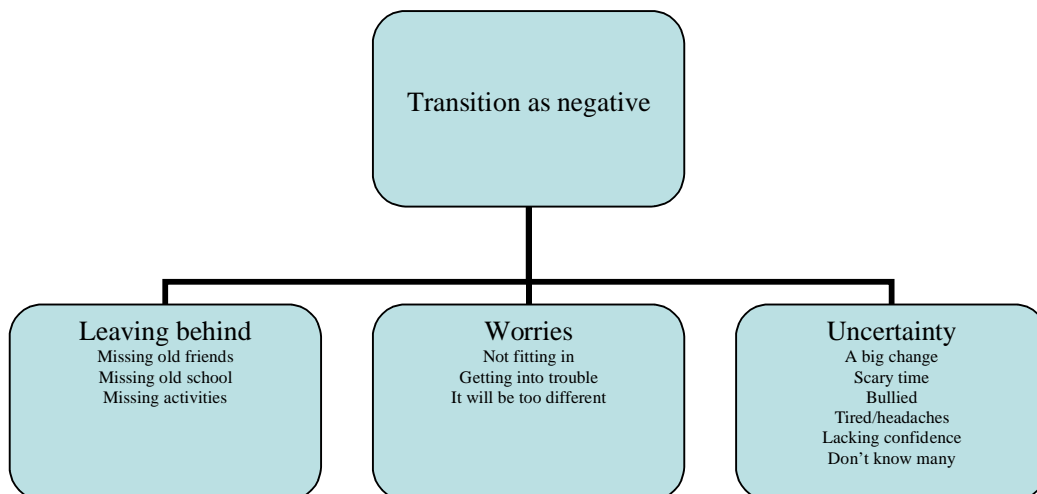 Transition as negative
Leaving behind
Missing old friends
Missing old school
Missing activities
Worries
Not fitting in
Getting into trouble
It will be too different
Uncertainty
A big change
Scary time
Bullied
Tired/headaches
Lacking confidence
Don’t know many